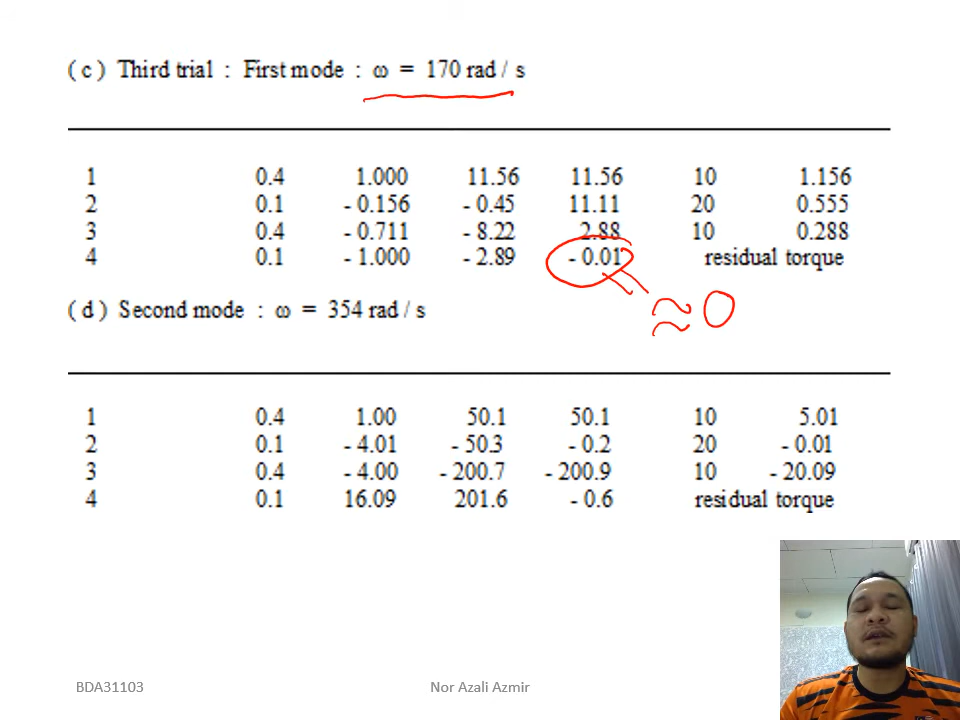 ( c ) Third trial : First mode : ω = 170 rad / s
1 0.4 1.000 11.56 11.56 10 1.156
2 0.1 - 0.156 - 0.45 11.11 20 0.555
3 0.4 - 0.711 - 8.22 2.88 10 0.288
4 0.1 - 1.000 - 2.89 - 0.01 residual torque
≈ 0
( d ) Second mode : ω = 354 rad / s
1 0.4 1.00 50.1 50.1 10 5.01
2 0.1 - 4.01 - 50.3 - 0.2 20 - 0.01
3 0.4 - 4.00 - 200.7 - 200.9 10 - 20.09
4 0.1 16.09 201.6 - 0.6 residual torque
BDA31103 Nor Azali Azmir